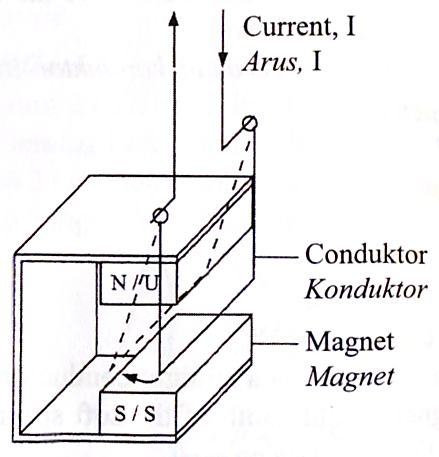 Current, I
Arus, I
N / U
Conduktor
Konduktor
Magnet
Magnet
S / S